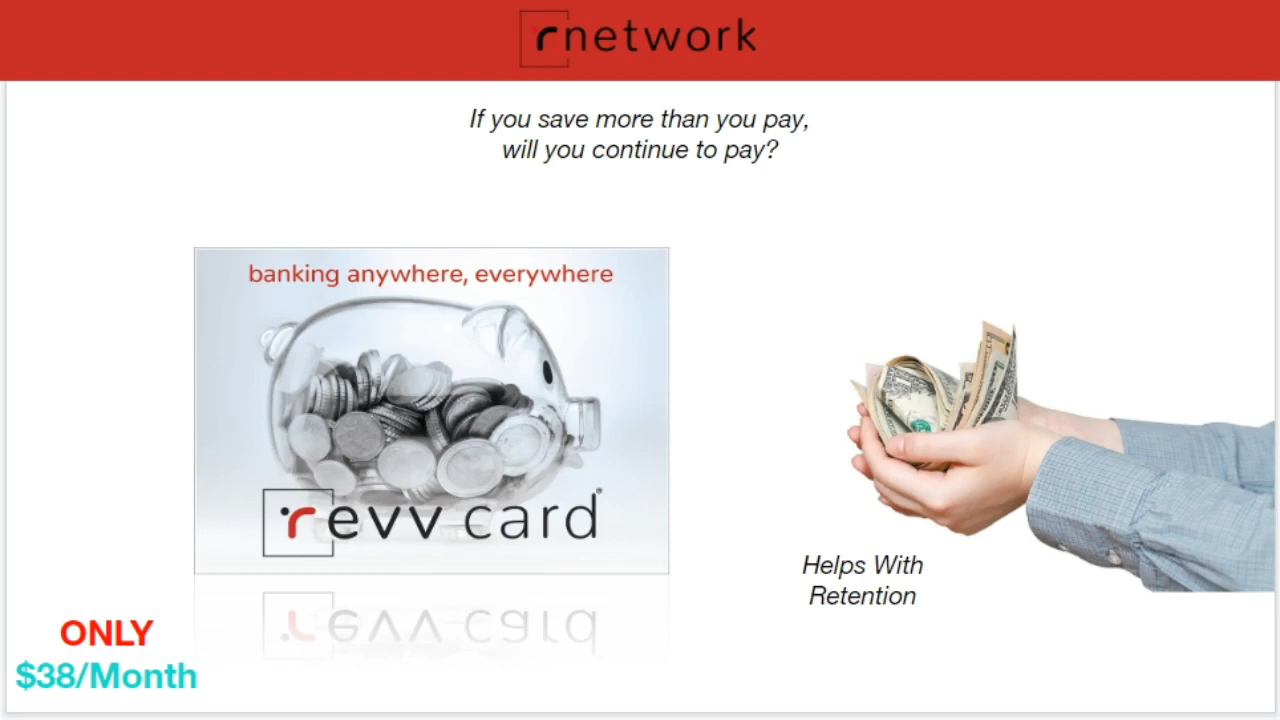 rnetwork
If you save more than you pay,
will you continue to pay?
banking anywhere, everywhere
revv card®
Helps With
Retention
ONLY
$38/Month